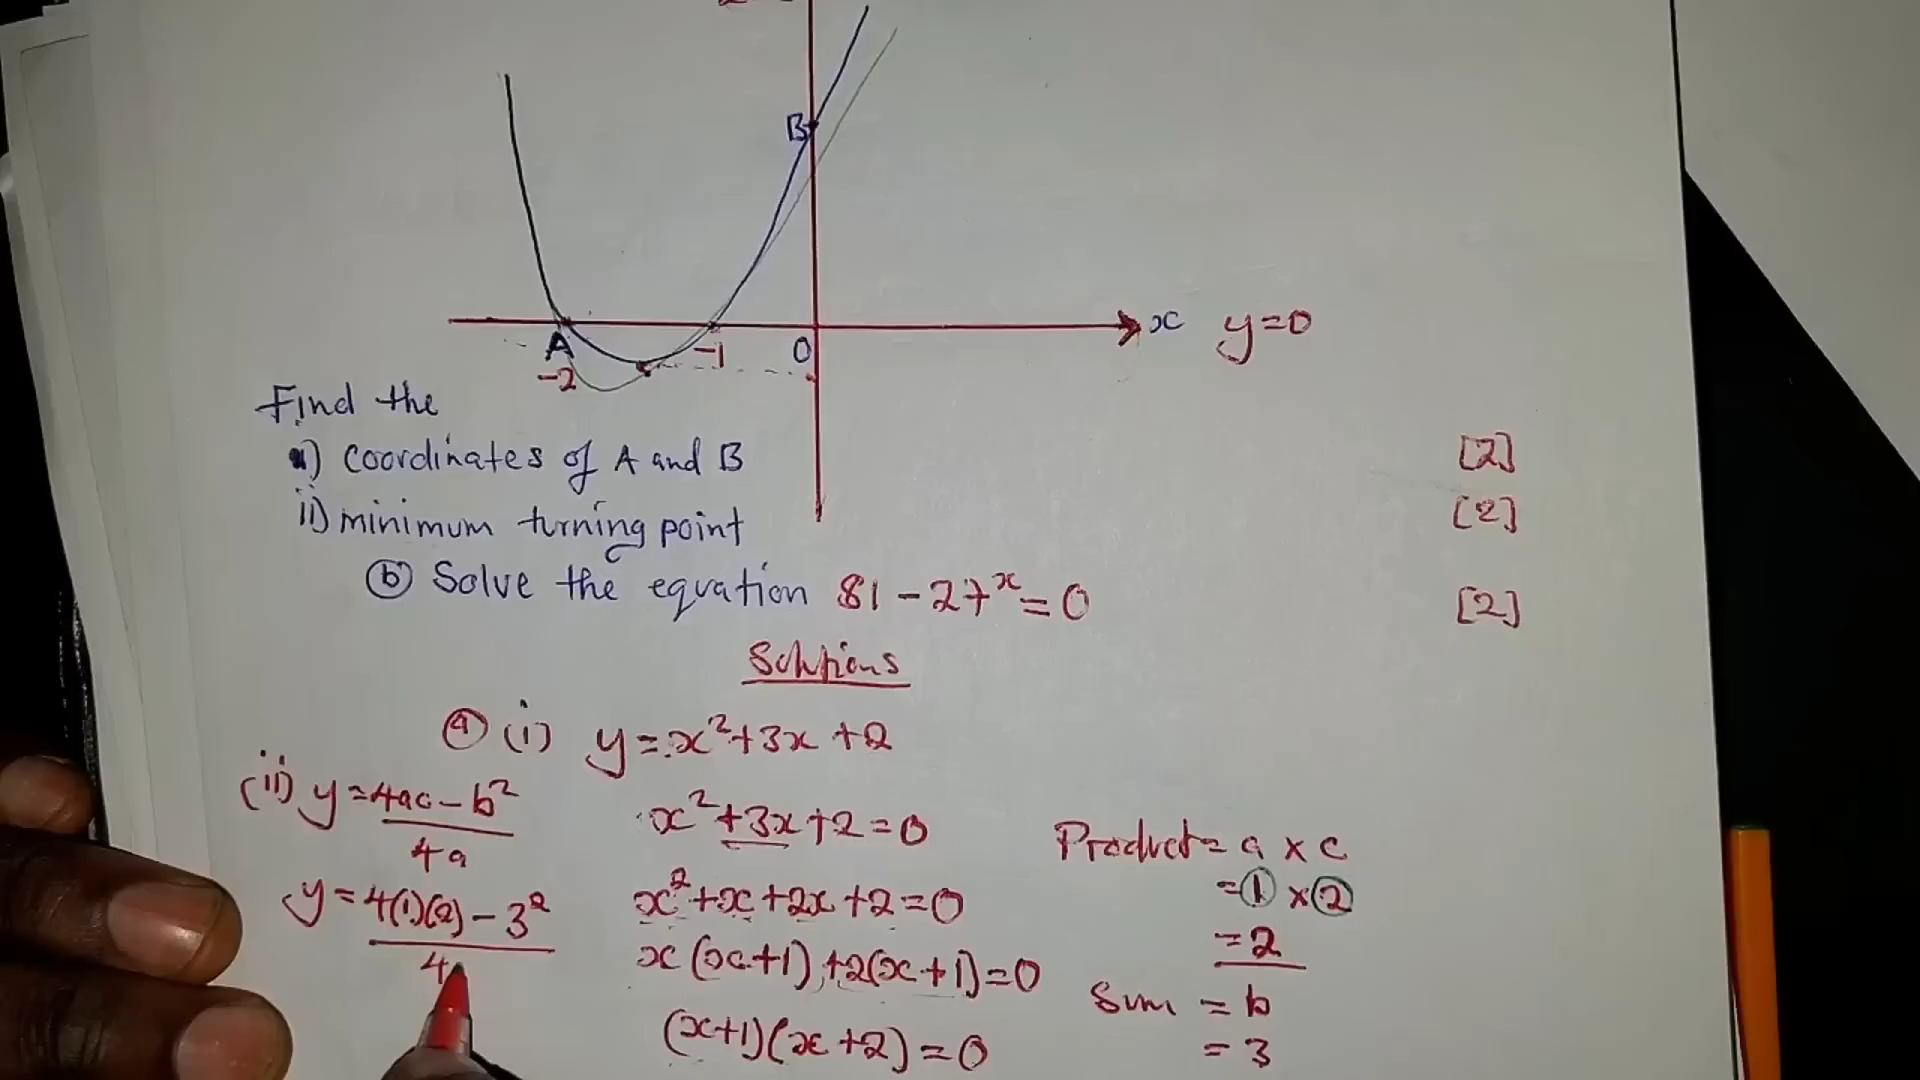 B
x y=0
A -1 0
-2
Find the
i) coordinates of A and B [2]
ii) minimum turning point [2]
(b) Solve the equation 81 - 27^x = 0 [2]
Solutions
(a) (i) y = x² + 3x + 2
(ii) y = 4ac - b² / 4a
x² + 3x + 2 = 0
Product = a x c
y = 4(1)(2) - 3² / 4
x² + x + 2x + 2 = 0
= 1 x 2
= 2
x(x+1) + 2(x+1) = 0
Sum = b
(x+1)(x+2) = 0
= 3